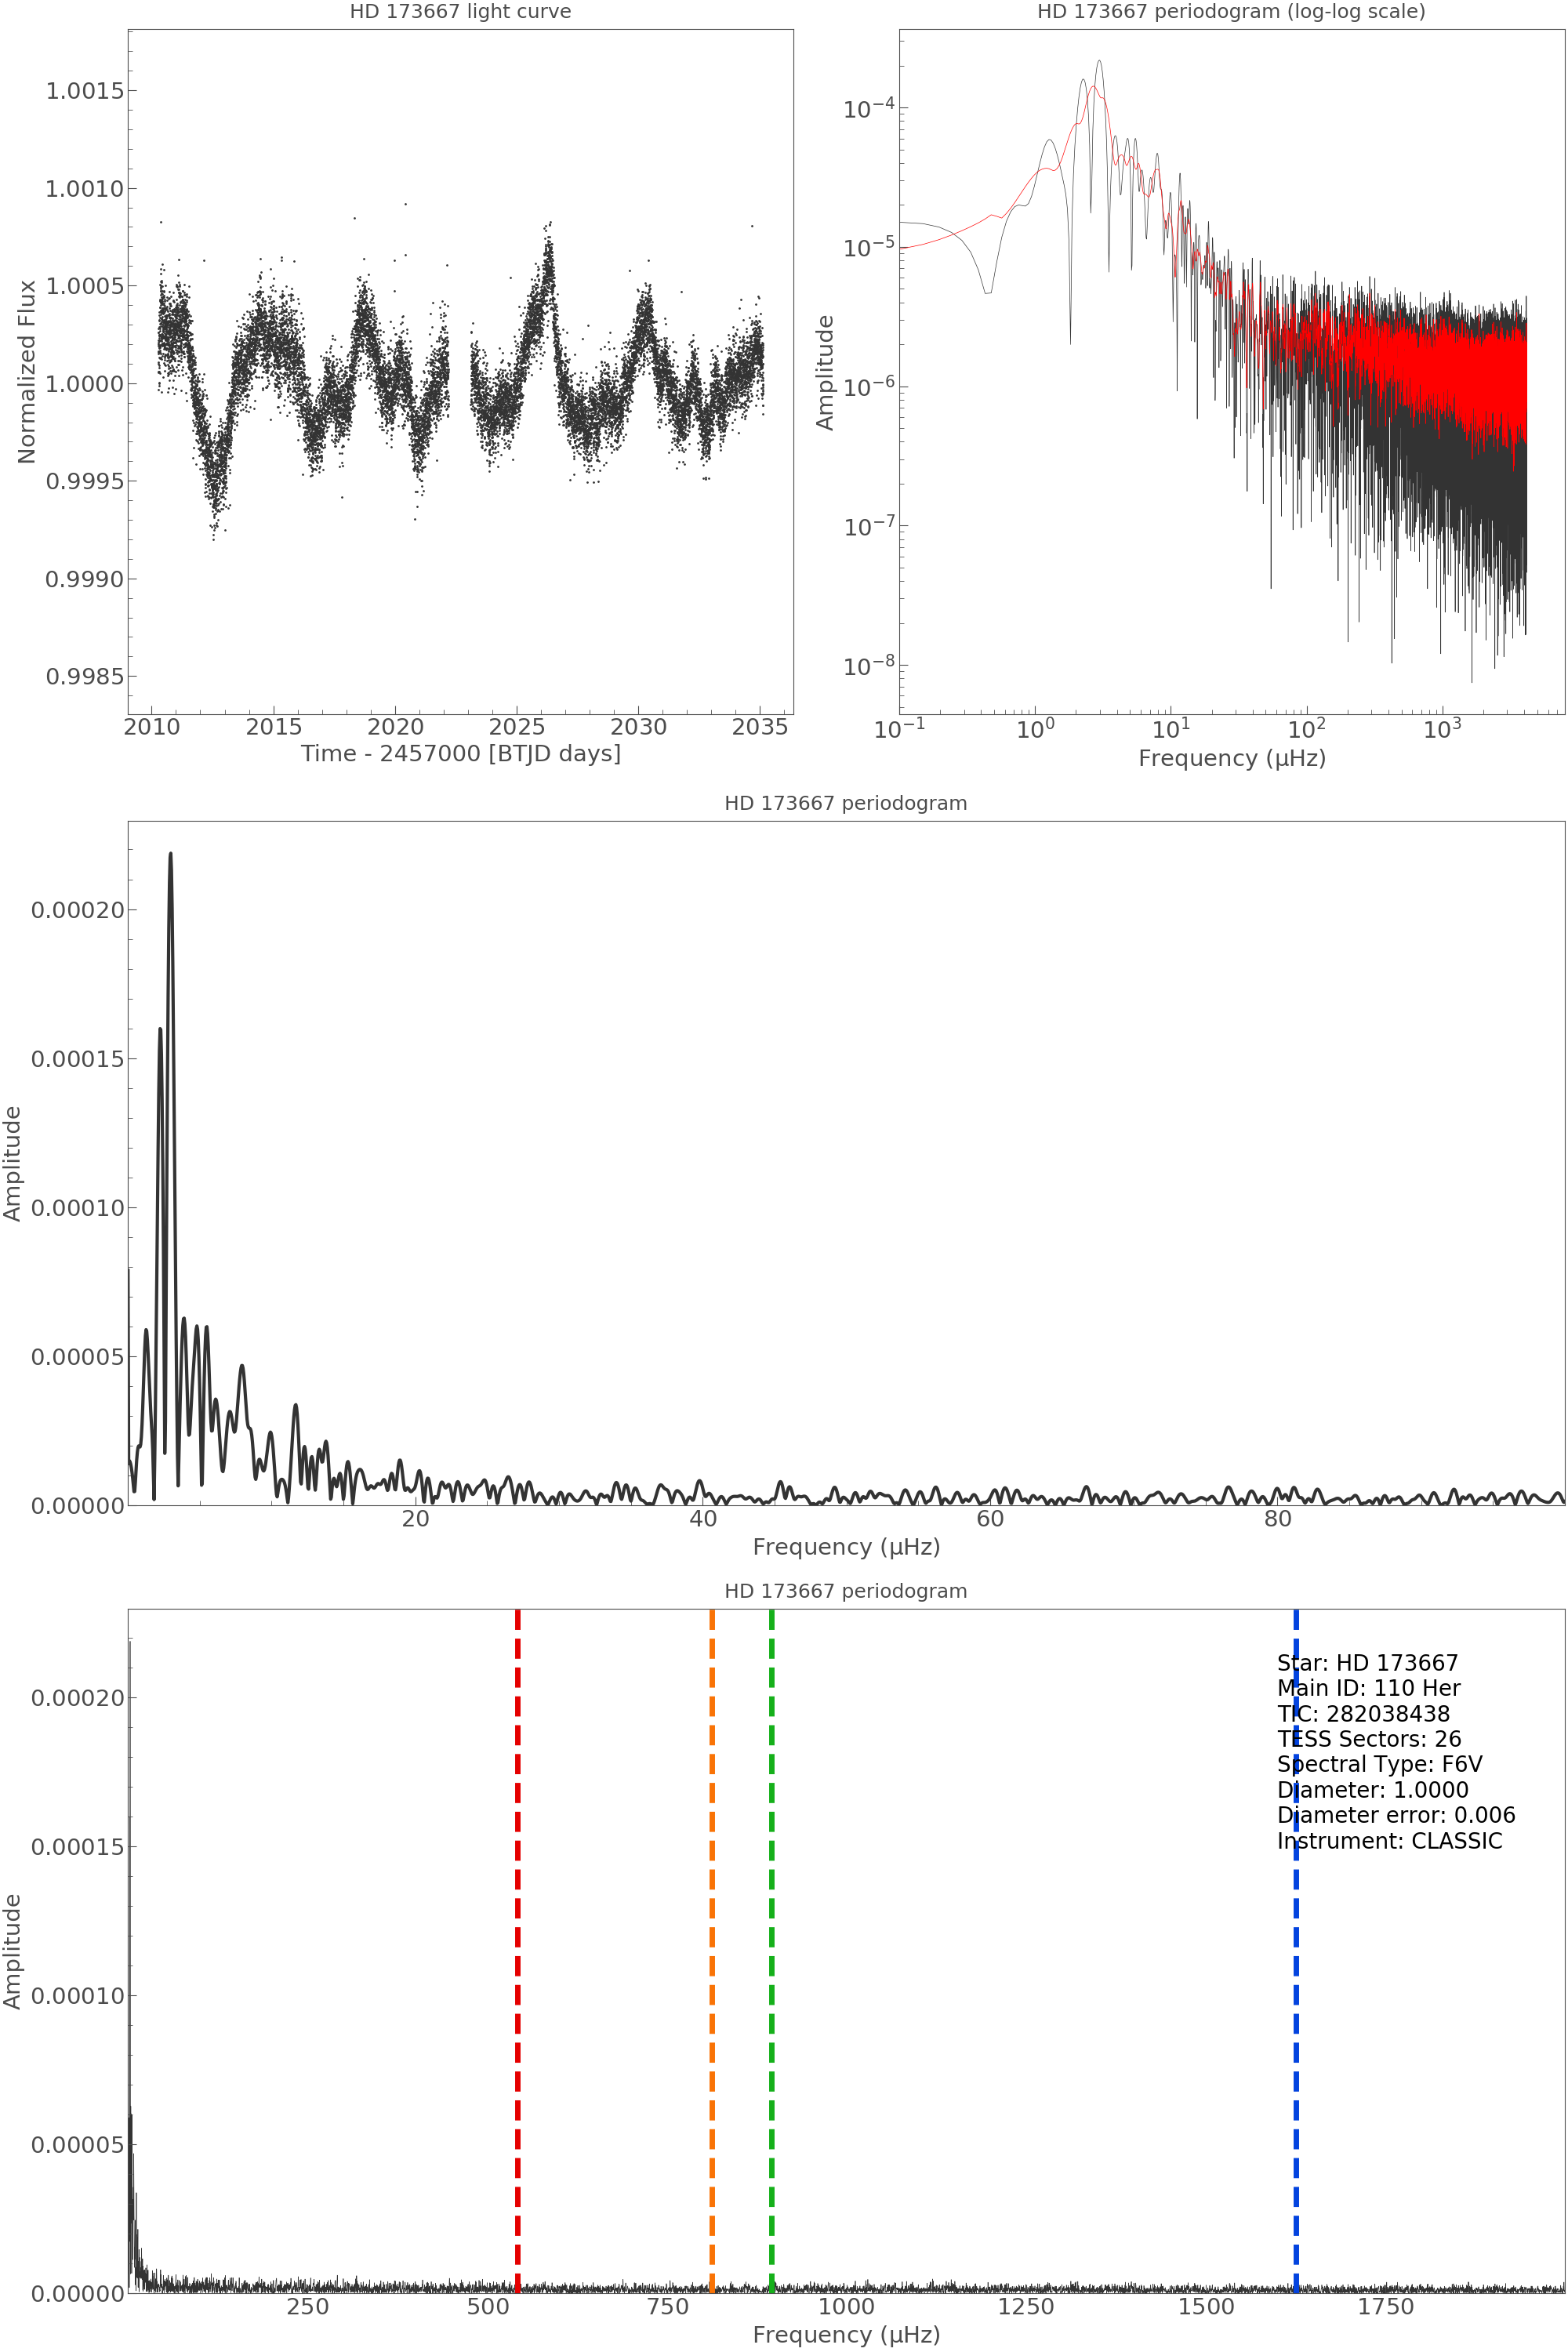 HD 173667 light curve
1.0015
1.0010
1.0005
1.0000
0.9995
0.9990
0.9985
Normalized Flux
2010 2015 2020 2025 2030 2035
Time - 2457000 [BTJD days]
HD 173667 periodogram (log-log scale)
10⁻⁴
10⁻⁵
10⁻⁶
10⁻⁷
10⁻⁸
Amplitude
10⁻¹ 10⁰ 10¹ 10² 10³
Frequency (μHz)
HD 173667 periodogram
0.00020
0.00015
0.00010
0.00005
0.00000
Amplitude
20 40 60 80
Frequency (μHz)
HD 173667 periodogram
0.00020
0.00015
0.00010
0.00005
0.00000
Amplitude
Star: HD 173667
Main ID: 110 Her
TIC: 282038438
TESS Sectors: 26
Spectral Type: F6V
Diameter: 1.0000
Diameter error: 0.006
Instrument: CLASSIC
250 500 750 1000 1250 1500 1750
Frequency (μHz)